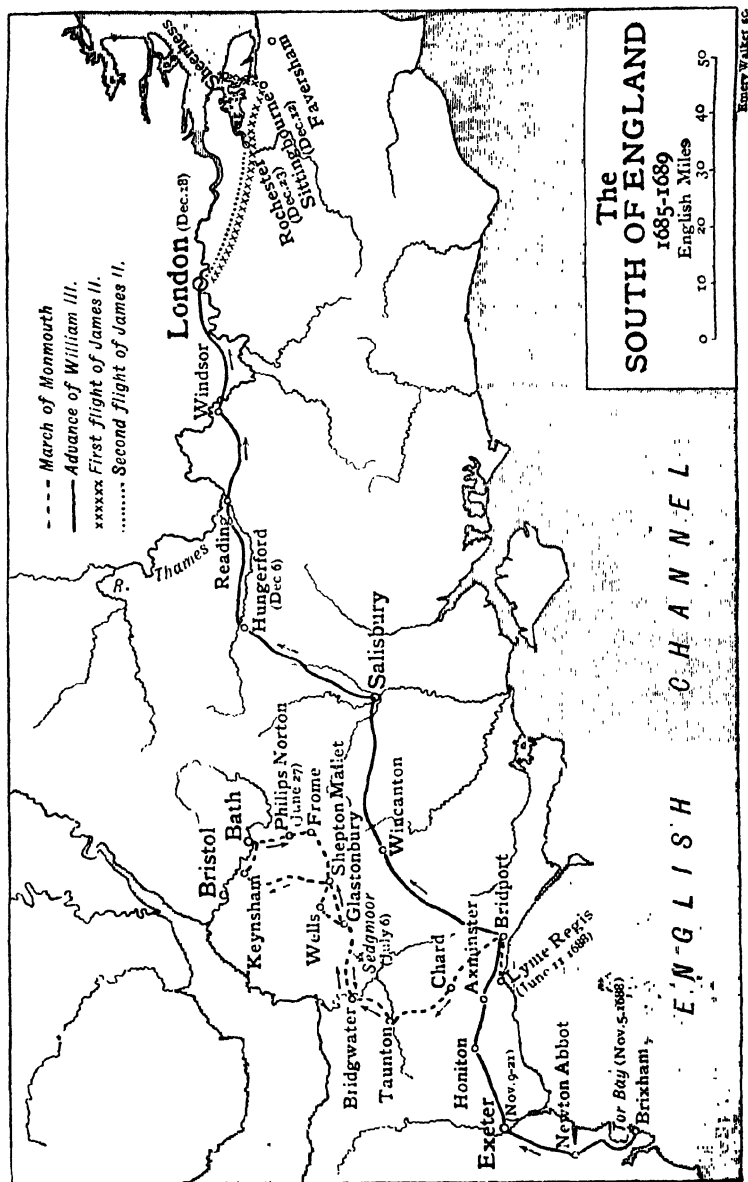 The
SOUTH OF ENGLAND
1685-1689
English Miles
0 10 20 30 40 50
---- March of Monmouth
Advance of William III.
xxxxxx First flight of James II.
........ Second flight of James II.
London (Dec. 18)
Sheerness
Rochester
(Dec. 23)
Sittingbourne
(Dec. 12)
Faversham
Windsor
R. Thames
Reading
Hungerford
(Dec 6)
Salisbury
Wincanton
Bristol
Bath
Keynsham
Philips Norton
(June 27)
Frome
Shepton Mallet
Wells
Glastonbury
Sedgmoor
(July 6)
Bridgwater
Taunton
Chard
Axminster
Bridport
Lyme Regis
(June 11 1688)
Honiton
Exeter
(Nov. 9-21)
Newton Abbot
Tor Bay (Nov. 5. 1688)
Brixham
ENGLISH CHANNEL
Emery Walker sc.